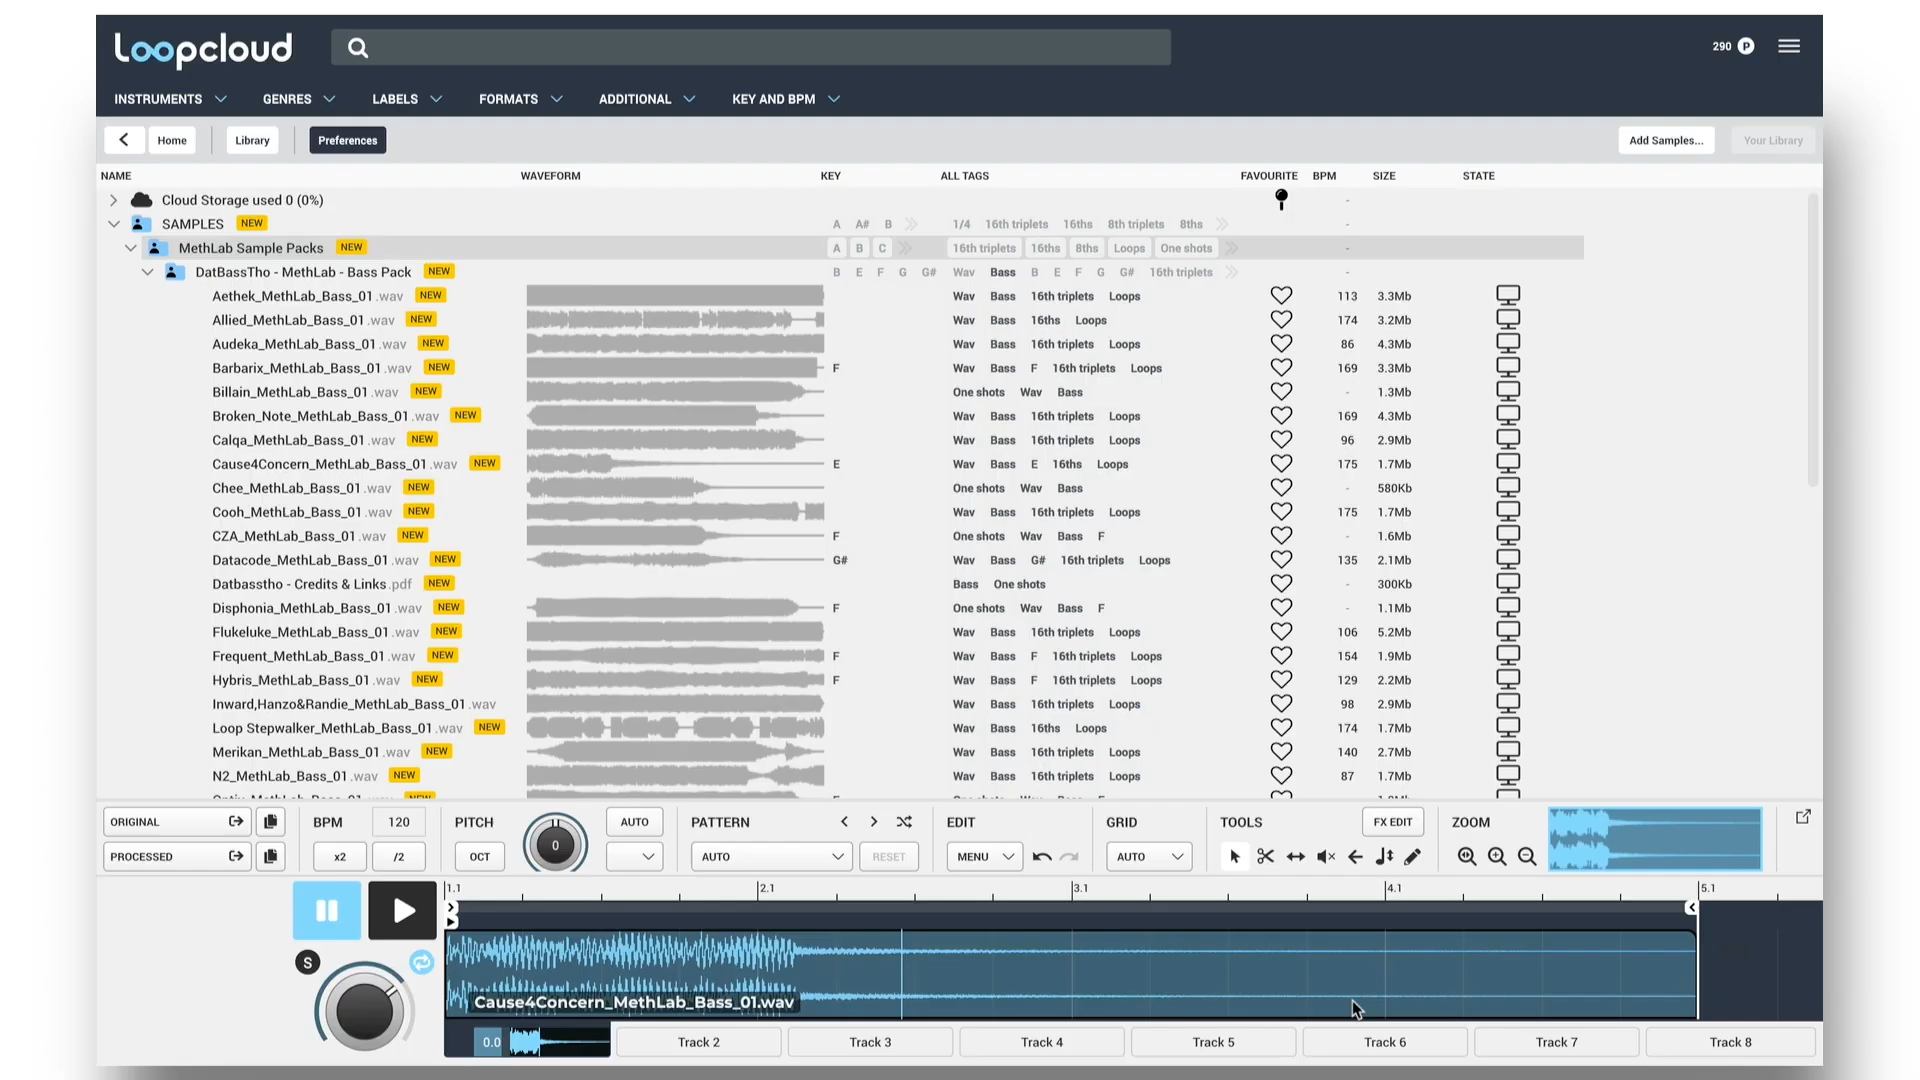 Loopcloud
290 P
INSTRUMENTS GENRES LABELS FORMATS ADDITIONAL KEY AND BPM
Home Library Preferences Add Samples... Your Library
NAME WAVEFORM KEY ALL TAGS FAVOURITE BPM SIZE STATE
Cloud Storage used 0 (0%) -
SAMPLES NEW A A# B 1/4 16th triplets 16ths 8th triplets 8ths -
MethLab Sample Packs NEW A B C 16th triplets 16ths 8ths Loops One shots -
DatBassTho - MethLab - Bass Pack NEW B E F G G# Wav Bass B E F G G# 16th triplets -
Aethek_MethLab_Bass_01.wav NEW Wav Bass 16th triplets Loops 113 3.3Mb
Allied_MethLab_Bass_01.wav NEW Wav Bass 16ths Loops 174 3.2Mb
Audeka_MethLab_Bass_01.wav NEW Wav Bass 16th triplets Loops 86 4.3Mb
Barbarix_MethLab_Bass_01.wav NEW F Wav Bass F 16th triplets Loops 169 3.3Mb
Billain_MethLab_Bass_01.wav NEW One shots Wav Bass - 1.3Mb
Broken_Note_MethLab_Bass_01.wav NEW Wav Bass 16th triplets Loops 169 4.3Mb
Calqa_MethLab_Bass_01.wav NEW Wav Bass 16th triplets Loops 96 2.9Mb
Cause4Concern_MethLab_Bass_01.wav NEW E Wav Bass E 16ths Loops 175 1.7Mb
Chee_MethLab_Bass_01.wav NEW One shots Wav Bass - 580Kb
Cooh_MethLab_Bass_01.wav NEW Wav Bass 16th triplets Loops 175 1.7Mb
CZA_MethLab_Bass_01.wav NEW F One shots Wav Bass F - 1.6Mb
Datacode_MethLab_Bass_01.wav NEW G# Wav Bass G# 16th triplets Loops 135 2.1Mb
Datbasstho - Credits & Links.pdf NEW Bass One shots - 300Kb
Disphonia_MethLab_Bass_01.wav NEW F One shots Wav Bass F - 1.1Mb
Flukeluke_MethLab_Bass_01.wav NEW Wav Bass 16th triplets Loops 106 5.2Mb
Frequent_MethLab_Bass_01.wav NEW F Wav Bass F 16th triplets Loops 154 1.9Mb
Hybris_MethLab_Bass_01.wav NEW F Wav Bass F 16th triplets Loops 129 2.2Mb
Inward,Hanzo&Randie_MethLab_Bass_01.wav Wav Bass 16th triplets Loops 98 2.9Mb
Loop Stepwalker_MethLab_Bass_01.wav NEW Wav Bass 16ths Loops 174 1.7Mb
Merikan_MethLab_Bass_01.wav NEW Wav Bass 16th triplets Loops 140 2.7Mb
N2_MethLab_Bass_01.wav NEW Wav Bass 16th triplets Loops 87 1.7Mb
ORIGINAL BPM 120 PITCH 0 AUTO PATTERN EDIT GRID TOOLS FX EDIT ZOOM
PROCESSED x2 /2 OCT AUTO RESET MENU AUTO
1.1 2.1 3.1 4.1 5.1
S
Cause4Concern_MethLab_Bass_01.wav
0.0 Track 2 Track 3 Track 4 Track 5 Track 6 Track 7 Track 8